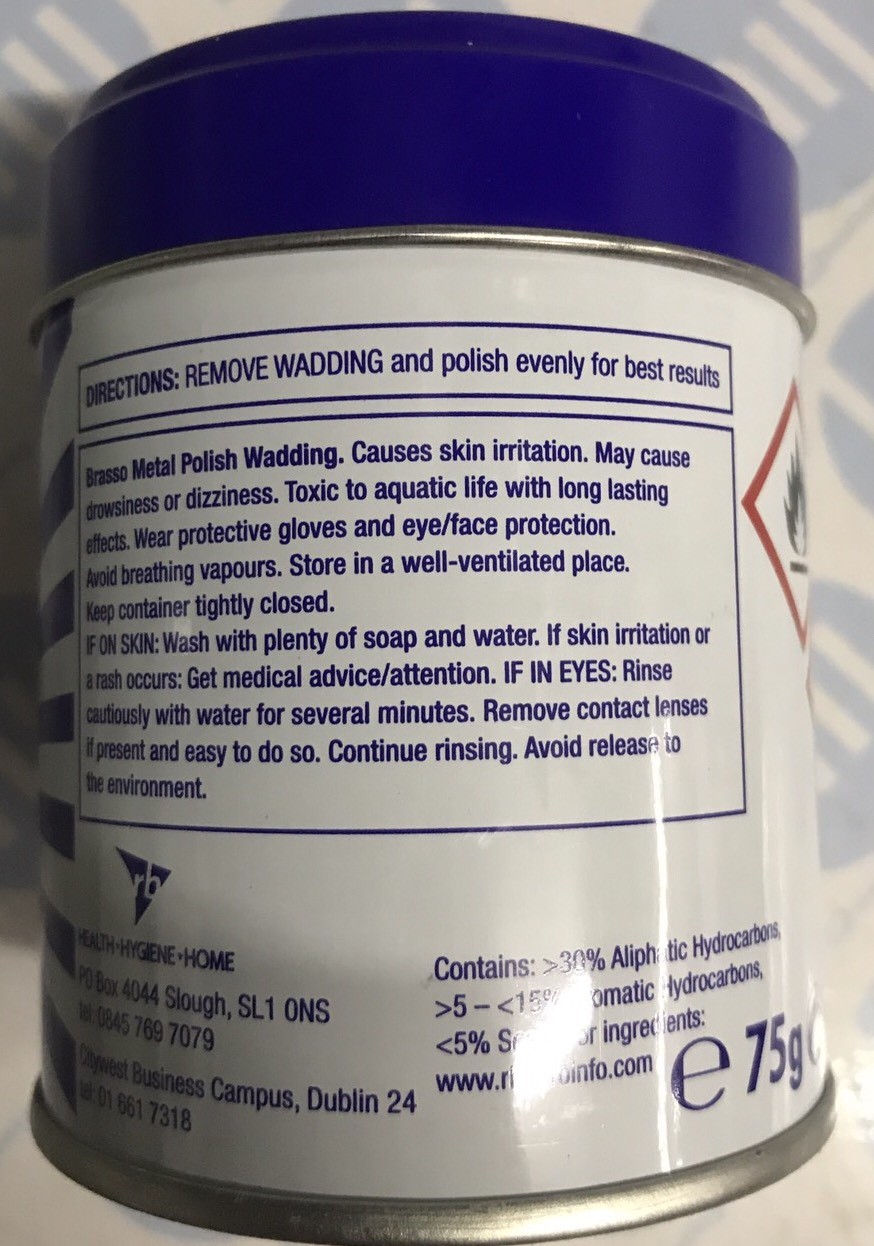 DIRECTIONS: REMOVE WADDING and polish evenly for best results
Brasso Metal Polish Wadding. Causes skin irritation. May cause
drowsiness or dizziness. Toxic to aquatic life with long lasting
effects. Wear protective gloves and eye/face protection.
Avoid breathing vapours. Store in a well-ventilated place.
Keep container tightly closed.
IF ON SKIN: Wash with plenty of soap and water. If skin irritation or
a rash occurs: Get medical advice/attention. IF IN EYES: Rinse
cautiously with water for several minutes. Remove contact lenses
if present and easy to do so. Continue rinsing. Avoid release to
the environment.
rb
HEALTH•HYGIENE•HOME
PO Box 4044 Slough, SL1 0NS
tel: 0845 769 7079
Citywest Business Campus, Dublin 24
tel: 01 661 7318
Contains: >30% Aliphatic Hydrocarbons,
>5 – <15% Hydrocarbons,
<5% ingredients:
e 75g